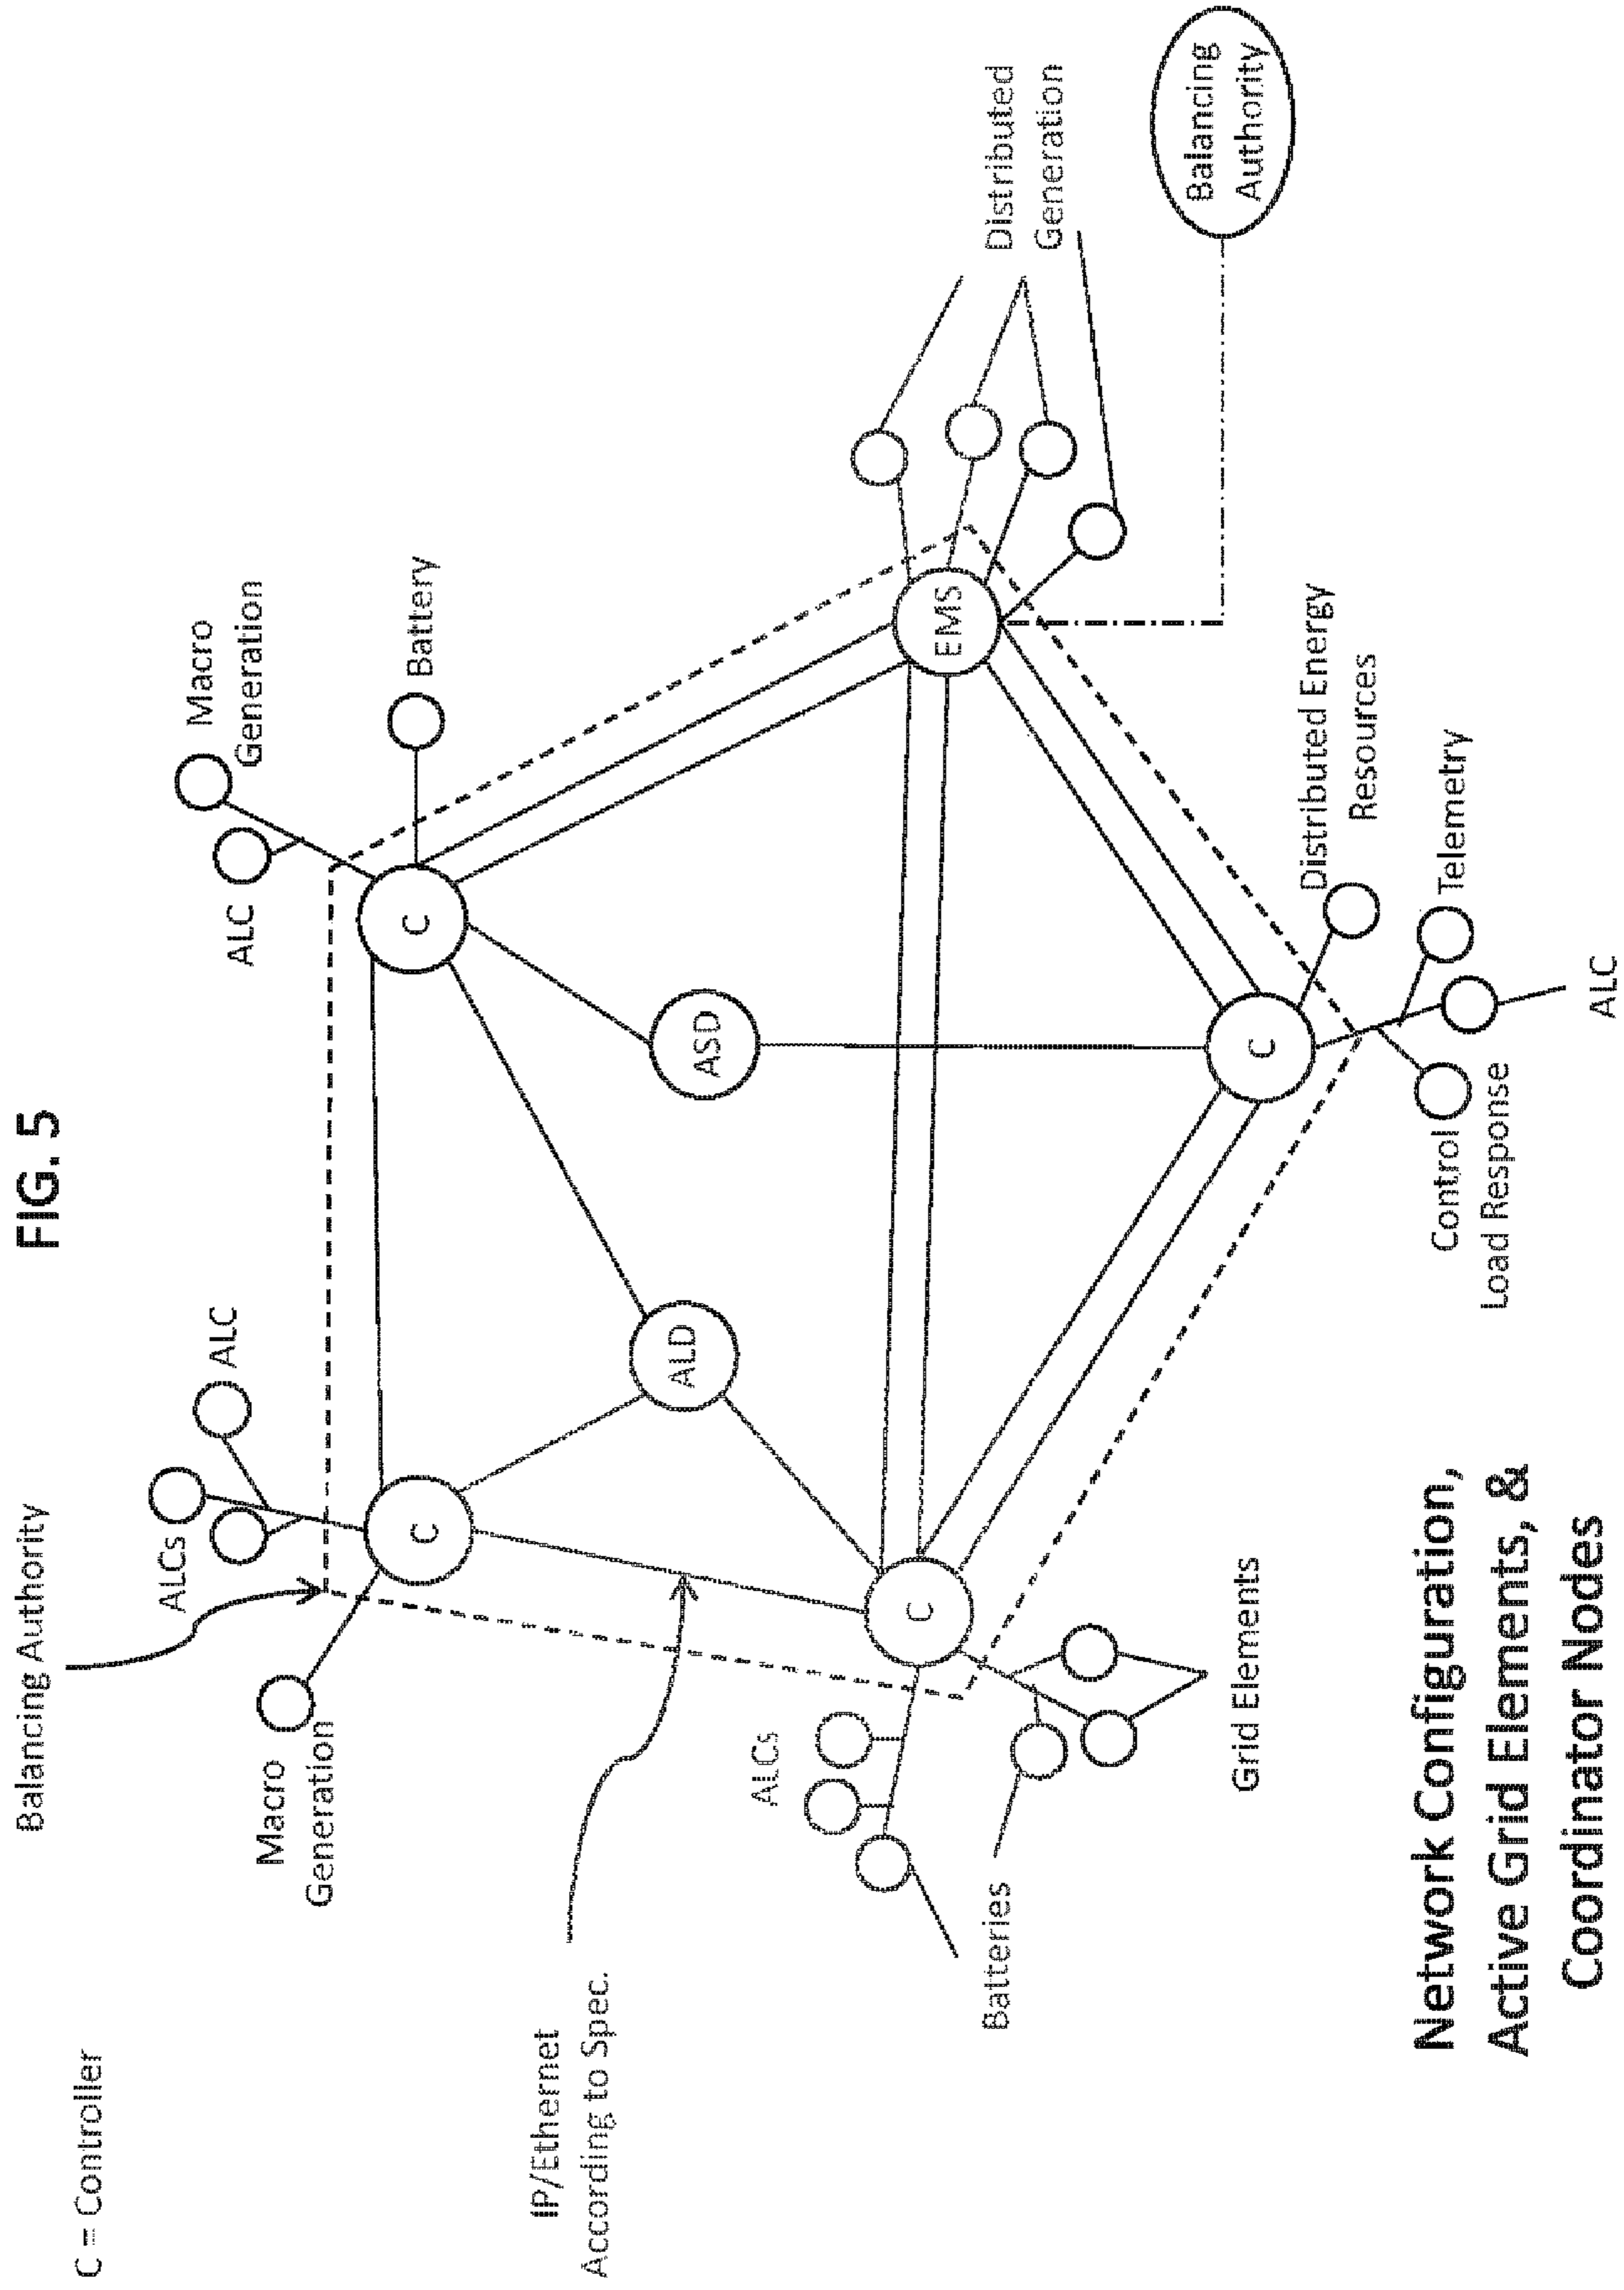 FIG. 5
C = Controller
Balancing Authority
ALCs
ALC
Macro
Generation
ALC
Macro
Generation
Battery
IP/Ethernet
According to Spec.
C
C
ALD
ASD
C
EMS
C
Distributed
Generation
Balancing
Authority
ALCs
Batteries
Grid Elements
Distributed Energy
Resources
Telemetry
Control
Load Response
ALC
Network Configuration,
Active Grid Elements, &
Coordinator Nodes